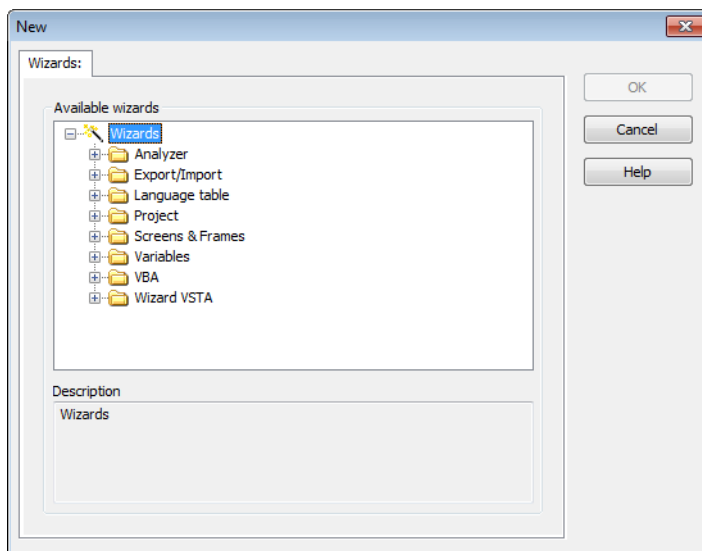 New
Wizards:
OK
Available wizards
Wizards
Cancel
Analyzer
Export/Import
Help
Language table
Project
Screens & Frames
Variables
VBA
Wizard VSTA
Description
Wizards